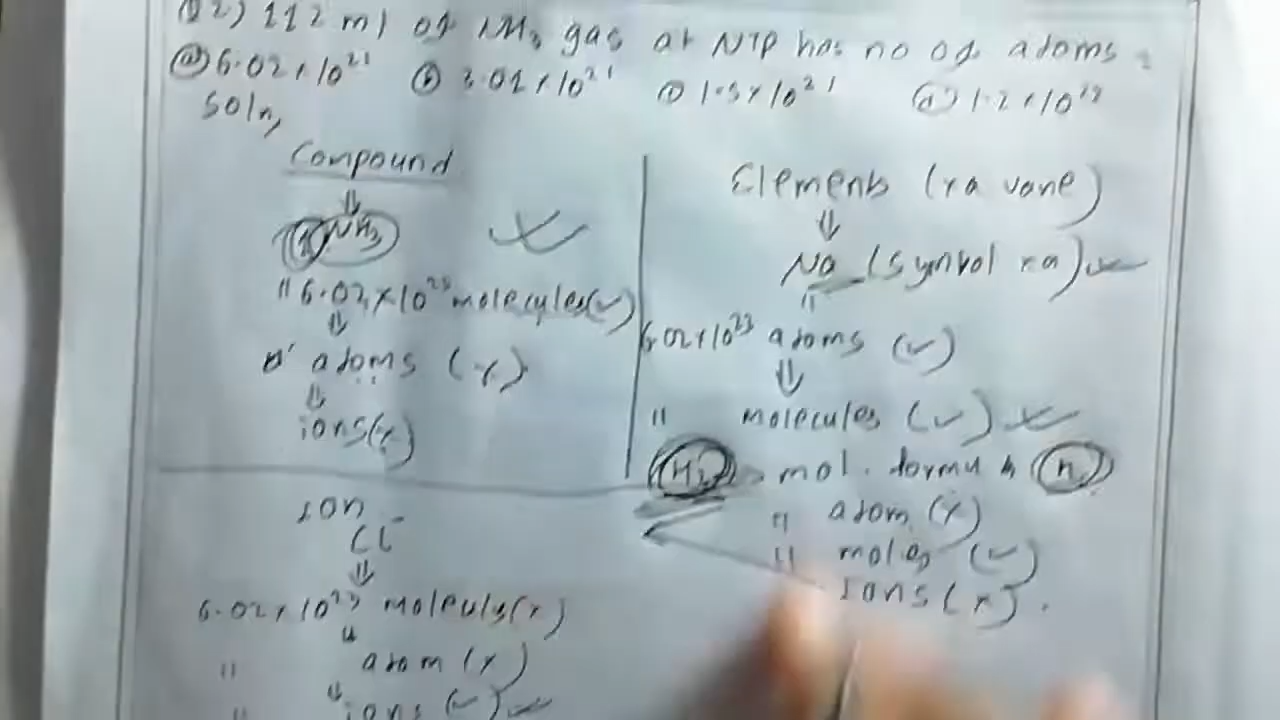 Q2) 112 ml of NH3 gas at NTP has no of atoms =
(a) 6.02×10^21 (b) 3.01×10^21 (c) 1.5×10^21 (d) 1.2×10
Soln,
Compound
⇓
1 NH3
" 6.02×10^23 molecules(✓)
⇓
atoms (×)
⇓
ions(×)
Elements (xa vane)
⇓
Na (symbol xa)
"
6.02×10^23 atoms (✓)
⇓
" molecules (✓)
H2 mol. formula
" atom (×)
" moles (✓)
ions (×).
Ion
Cl-
⇓
6.02×10^23 molecules(×)
" atom (×)
" ions (✓)